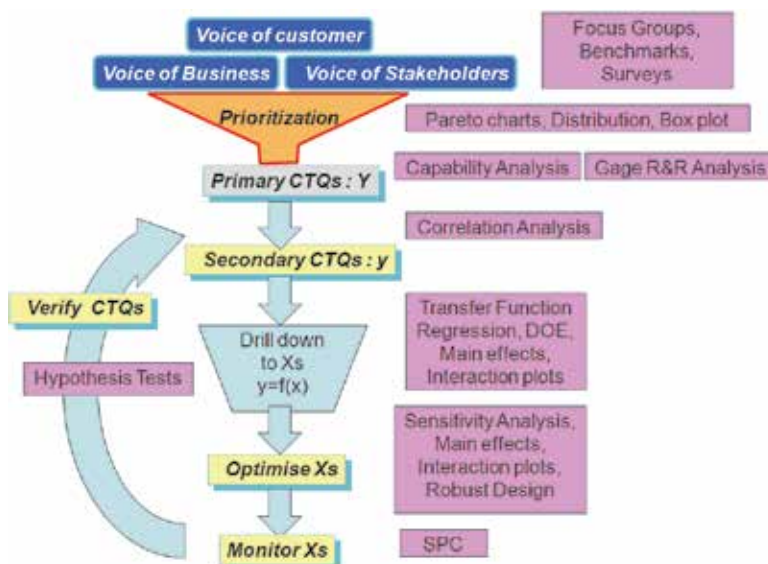 Voice of customer
Voice of Business
Voice of Stakeholders
Focus Groups,
Benchmarks,
Surveys
Prioritization
Pareto charts, Distribution, Box plot
Primary CTQs : Y
Capability Analysis
Gage R&R Analysis
Correlation Analysis
Secondary CTQs : y
Verify CTQs
Hypothesis Tests
Drill down
to Xs
y=f(x)
Transfer Function
Regression, DOE,
Main effects,
Interaction plots
Optimise Xs
Sensitivity Analysis,
Main effects,
Interaction plots,
Robust Design
Monitor Xs
SPC